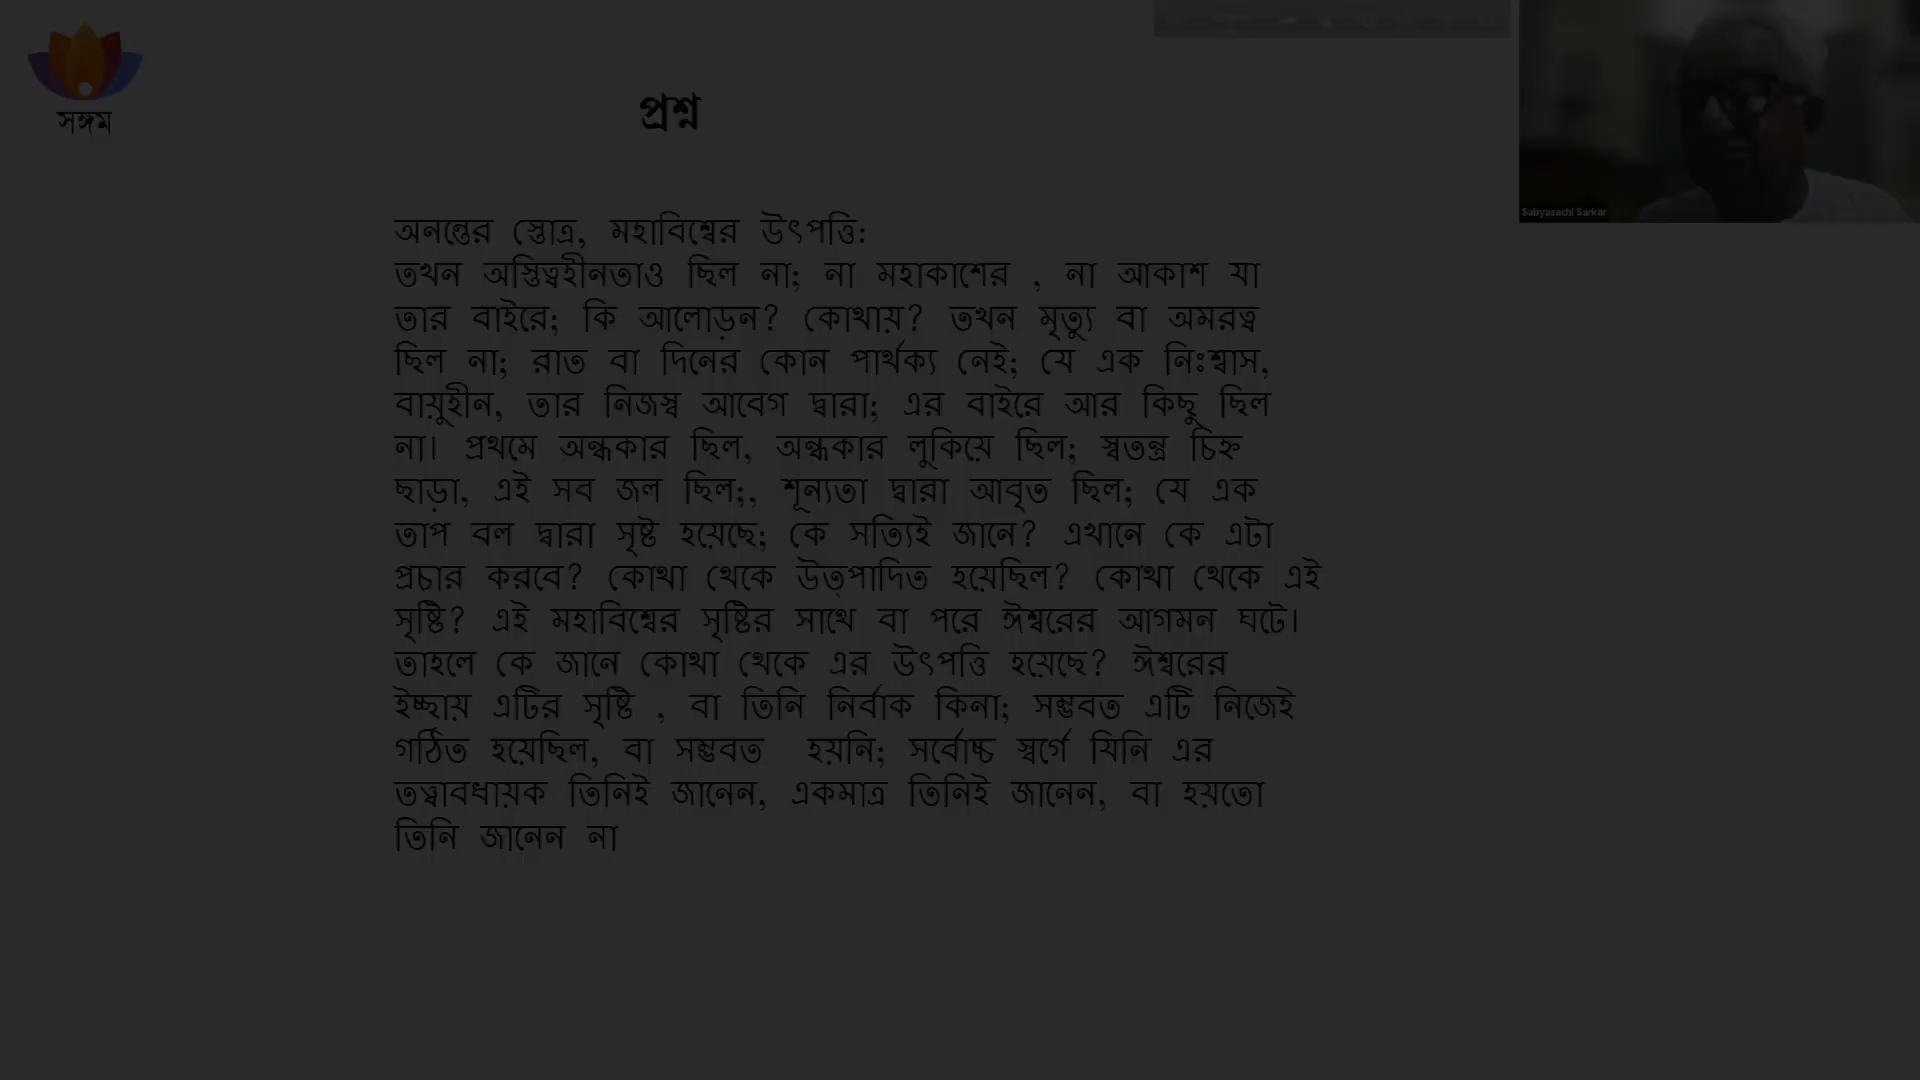 সঙ্গম
প্রশ্ন
Sabyasachi Sarkar
অনন্তের স্তোত্র, মহাবিশ্বের উৎপত্তি:
তখন অস্তিত্বহীনতাও ছিল না; না মহাকাশের , না আকাশ যা
তার বাইরে; কি আলোড়ন? কোথায়? তখন মৃত্যু বা অমরত্ব
ছিল না; রাত বা দিনের কোন পার্থক্য নেই; যে এক নিঃশ্বাস,
বায়ুহীন, তার নিজস্ব আবেগ দ্বারা; এর বাইরে আর কিছু ছিল
না। প্রথমে অন্ধকার ছিল, অন্ধকার লুকিয়ে ছিল; স্বতন্ত্র চিহ্ন
ছাড়া, এই সব জল ছিল;, শূন্যতা দ্বারা আবৃত ছিল; যে এক
তাপ বল দ্বারা সৃষ্ট হয়েছে; কে সত্যিই জানে? এখানে কে এটা
প্রচার করবে? কোথা থেকে উত্পাদিত হয়েছিল? কোথা থেকে এই
সৃষ্টি? এই মহাবিশ্বের সৃষ্টির সাথে বা পরে ঈশ্বরের আগমন ঘটে।
তাহলে কে জানে কোথা থেকে এর উৎপত্তি হয়েছে? ঈশ্বরের
ইচ্ছায় এটির সৃষ্টি , বা তিনি নির্বাক কিনা; সম্ভবত এটি নিজেই
গঠিত হয়েছিল, বা সম্ভবত হয়নি; সর্বোচ্চ স্বর্গে যিনি এর
তত্ত্বাবধায়ক তিনিই জানেন, একমাত্র তিনিই জানেন, বা হয়তো
তিনি জানেন না